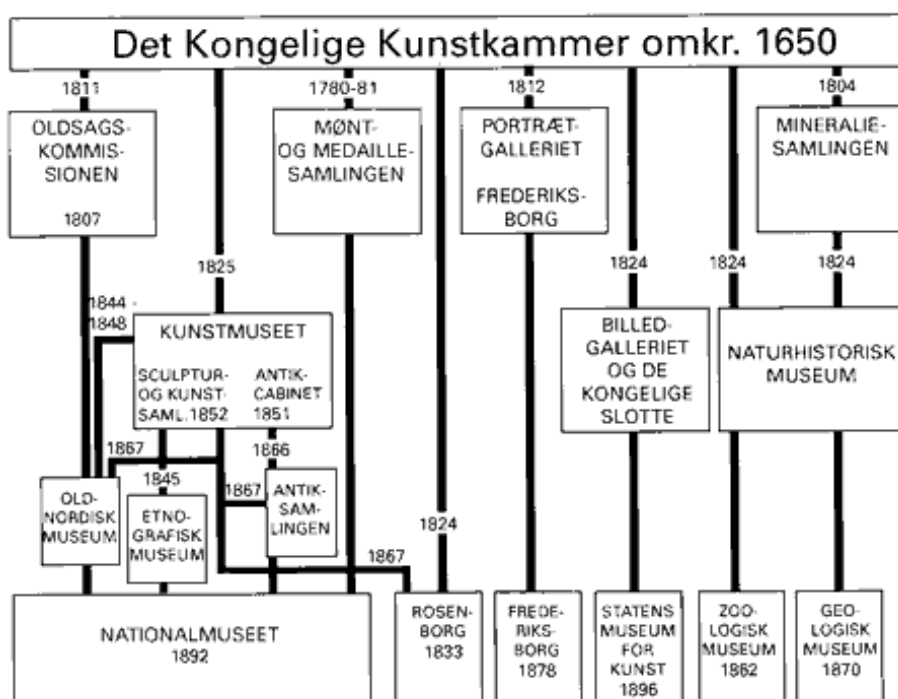 Det Kongelige Kunstkammer omkr. 1650
1811
1780-81
1812
1804
OLDSAGS-
KOMMIS-
SIONEN
1807
MØNT-
OG MEDAILLE-
SAMLINGEN
PORTRÆT-
GALLERIET
FREDERIKS-
BORG
MINERALIE-
SAMLINGEN
1825
1824
1824
1824
1844 -
1848
KUNSTMUSEET
SCULPTUR-
OG KUNST-
SAML. 1852
ANTIK-
CABINET
1851
BILLED-
GALLERIET
OG DE
KONGELIGE
SLOTTE
NATURHISTORISK
MUSEUM
1867
1866
1845
1867
OLD-
NORDISK
MUSEUM
ETNO-
GRAFISK
MUSEUM
ANTIK-
SAM-
LINGEN
1824
1867
NATIONALMUSEET
1892
ROSEN-
BORG
1833
FREDE-
RIKS-
BORG
1878
STATENS
MUSEUM
FOR
KUNST
1896
ZOO-
LOGISK
MUSEUM
1862
GEO-
LOGISK
MUSEUM
1870